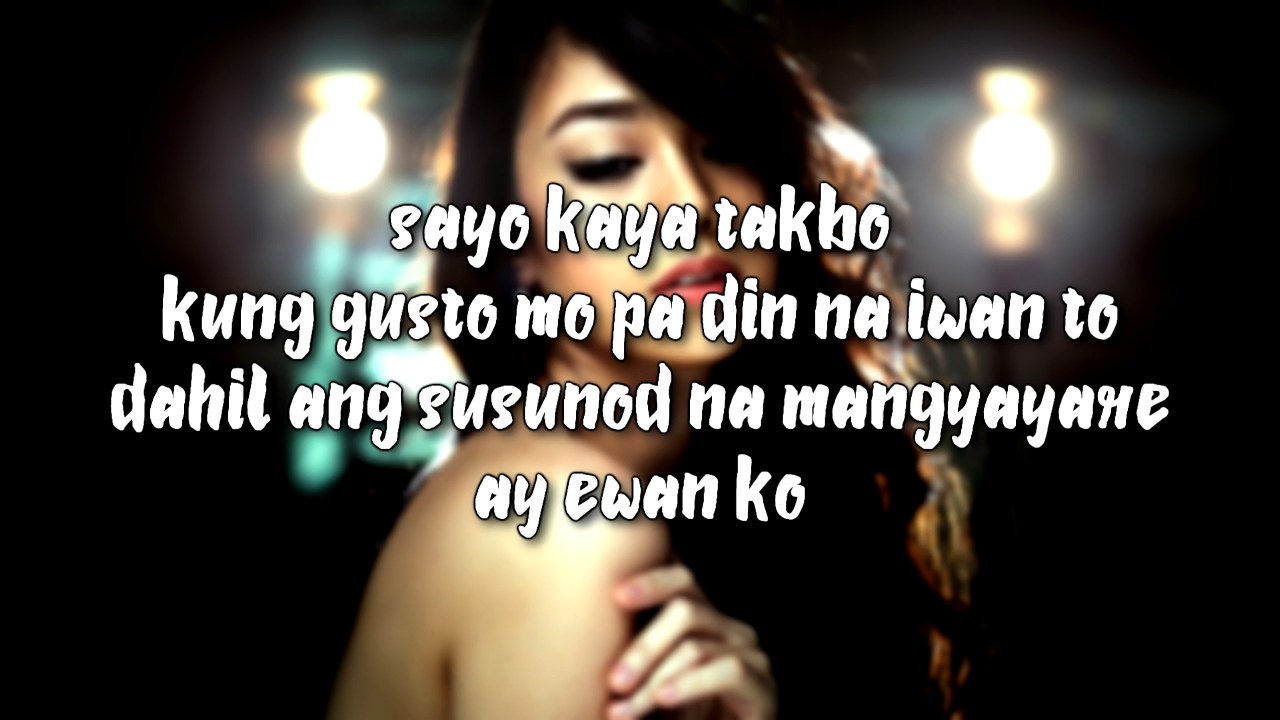 sayo kaya takbo
kung gusto mo pa din na iwan to
dahil ang susunod na mangyayare
ay ewan ko